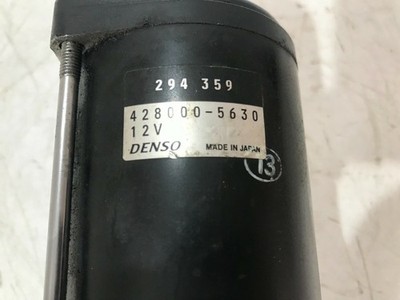 294 359
428000-5630
12V
DENSO MADE IN JAPAN
13